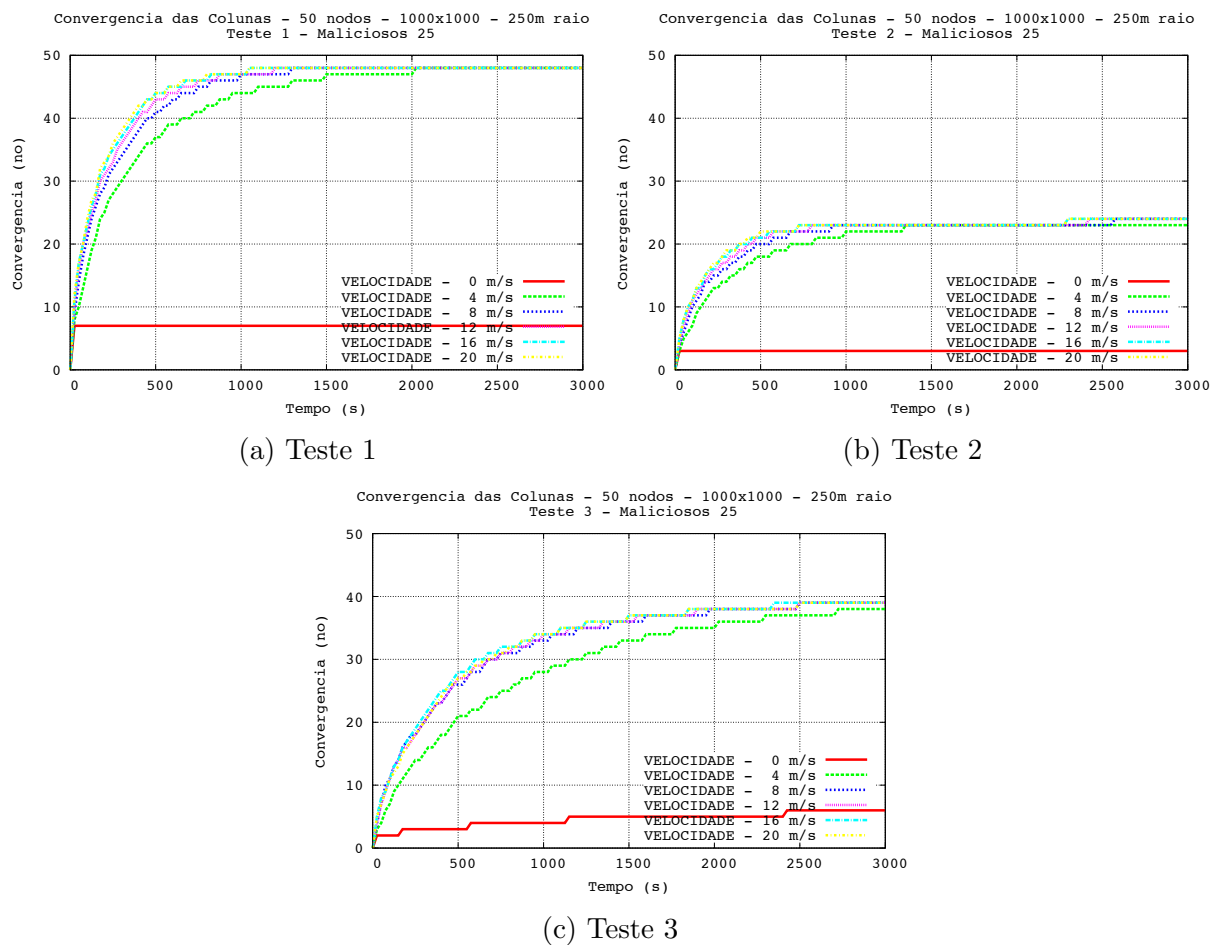 Convergencia das Colunas - 50 nodos - 1000x1000 - 250m raio
Teste 1 - Maliciosos 25
Convergencia (no)
50
40
30
20
10
0
VELOCIDADE - 0 m/s
VELOCIDADE - 4 m/s
VELOCIDADE - 8 m/s
VELOCIDADE - 12 m/s
VELOCIDADE - 16 m/s
VELOCIDADE - 20 m/s
0 500 1000 1500 2000 2500 3000
Tempo (s)
(a) Teste 1
Convergencia das Colunas - 50 nodos - 1000x1000 - 250m raio
Teste 2 - Maliciosos 25
Convergencia (no)
50
40
30
20
10
0
VELOCIDADE - 0 m/s
VELOCIDADE - 4 m/s
VELOCIDADE - 8 m/s
VELOCIDADE - 12 m/s
VELOCIDADE - 16 m/s
VELOCIDADE - 20 m/s
0 500 1000 1500 2000 2500 3000
Tempo (s)
(b) Teste 2
Convergencia das Colunas - 50 nodos - 1000x1000 - 250m raio
Teste 3 - Maliciosos 25
Convergencia (no)
50
40
30
20
10
0
VELOCIDADE - 0 m/s
VELOCIDADE - 4 m/s
VELOCIDADE - 8 m/s
VELOCIDADE - 12 m/s
VELOCIDADE - 16 m/s
VELOCIDADE - 20 m/s
0 500 1000 1500 2000 2500 3000
Tempo (s)
(c) Teste 3